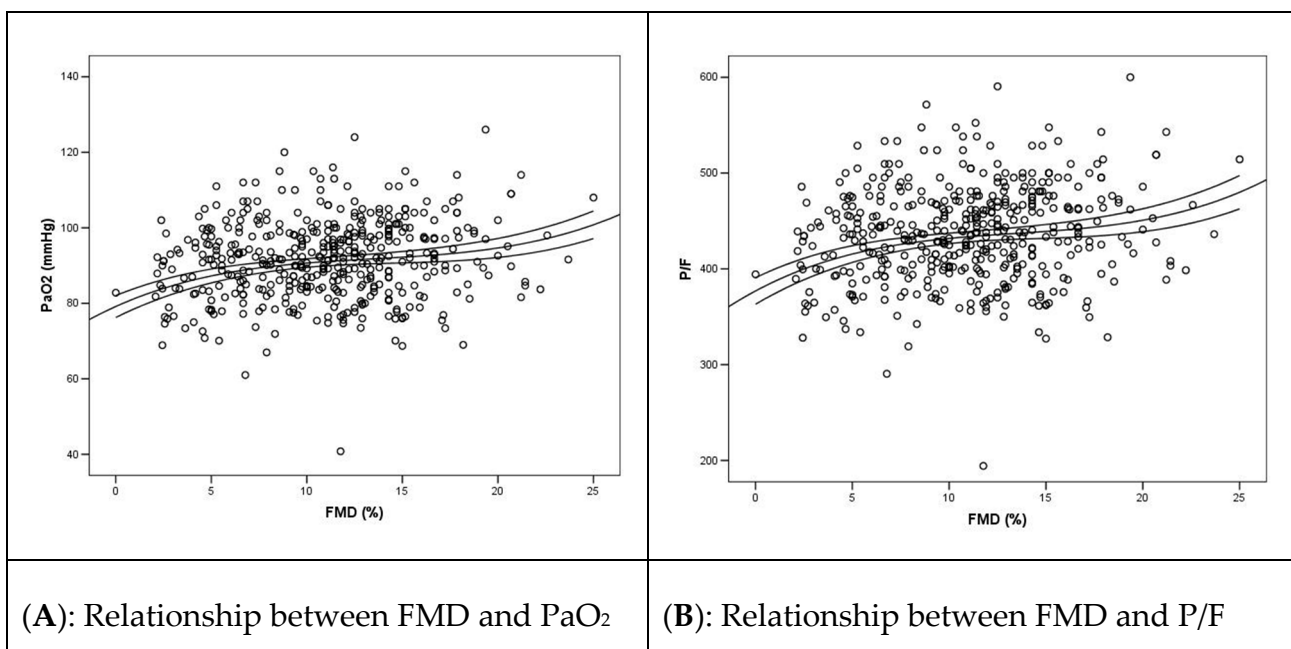 140
120
100
80
60
40
PaO2 (mmHg)
0 5 10 15 20 25
FMD (%)
600
500
400
300
200
P/F
0 5 10 15 20 25
FMD (%)
(A): Relationship between FMD and PaO₂
(B): Relationship between FMD and P/F